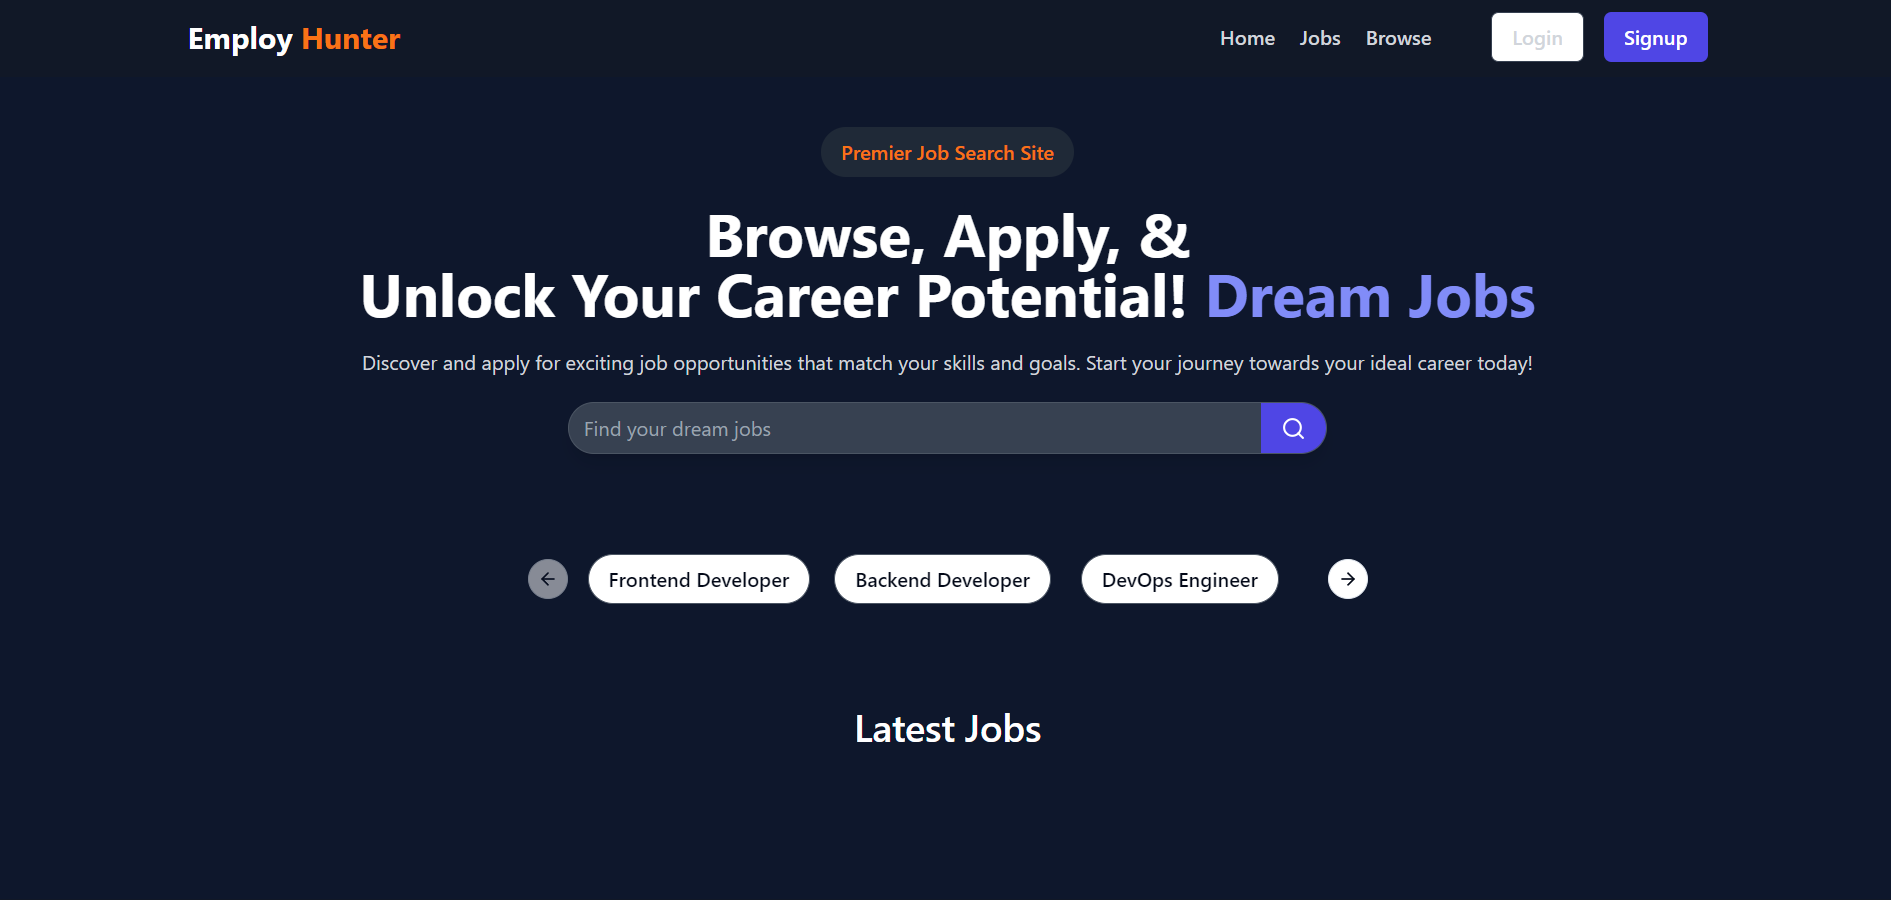 Employ Hunter
Home
Jobs
Browse
Login
Signup
Premier Job Search Site
Browse, Apply, &
Unlock Your Career Potential! Dream Jobs
Discover and apply for exciting job opportunities that match your skills and goals. Start your journey towards your ideal career today!
Find your dream jobs
Frontend Developer
Backend Developer
DevOps Engineer
Latest Jobs